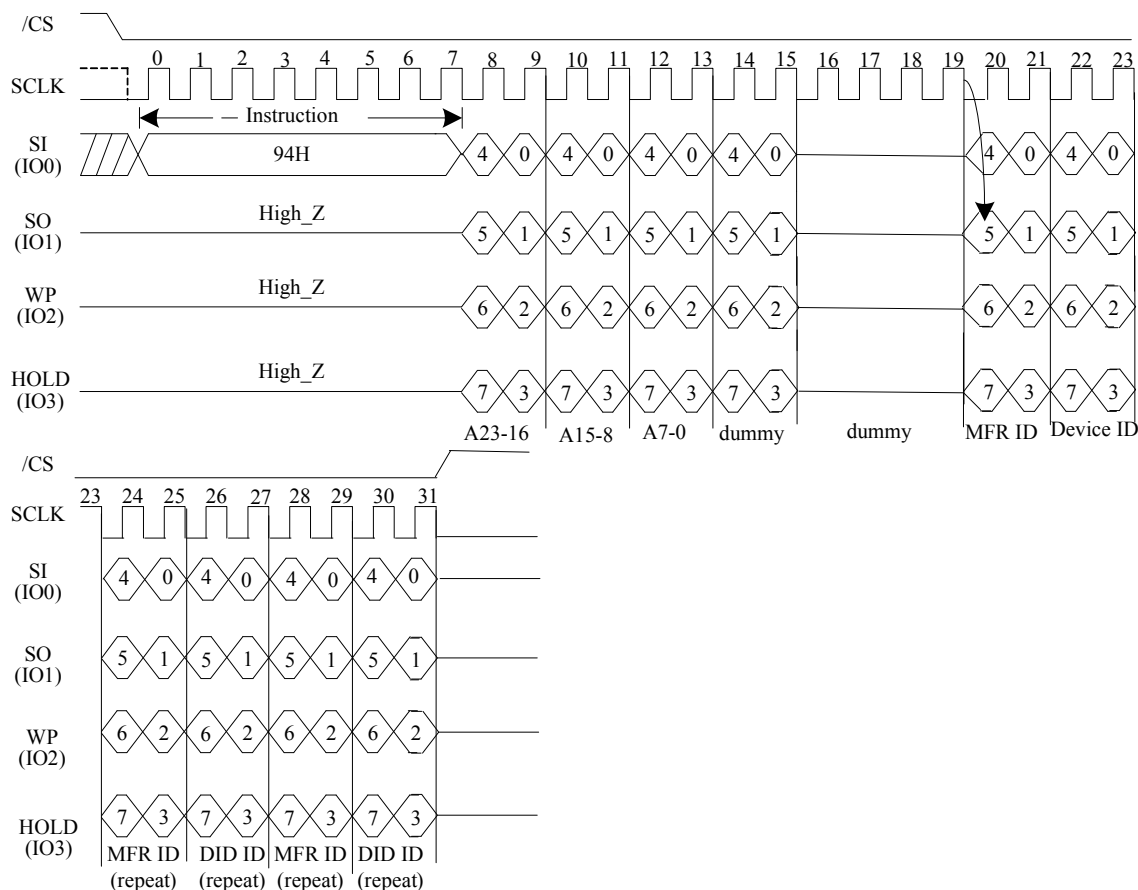 /CS
0 1 2 3 4 5 6 7 8 9 10 11 12 13 14 15 16 17 18 19 20 21 22 23
SCLK
Instruction
SI
(IO0)
94H
4 0 4 0 4 0 4 0 4 0 4 0
SO
(IO1)
High_Z
5 1 5 1 5 1 5 1 5 1 5 1
WP
(IO2)
High_Z
6 2 6 2 6 2 6 2 6 2 6 2
HOLD
(IO3)
High_Z
7 3 7 3 7 3 7 3 7 3 7 3
A23-16 A15-8 A7-0 dummy dummy MFR ID Device ID
/CS
23 24 25 26 27 28 29 30 31
SCLK
SI
(IO0)
4 0 4 0 4 0 4 0
SO
(IO1)
5 1 5 1 5 1 5 1
WP
(IO2)
6 2 6 2 6 2 6 2
HOLD
(IO3)
7 3 7 3 7 3 7 3
MFR ID DID ID MFR ID DID ID
(repeat) (repeat) (repeat) (repeat)